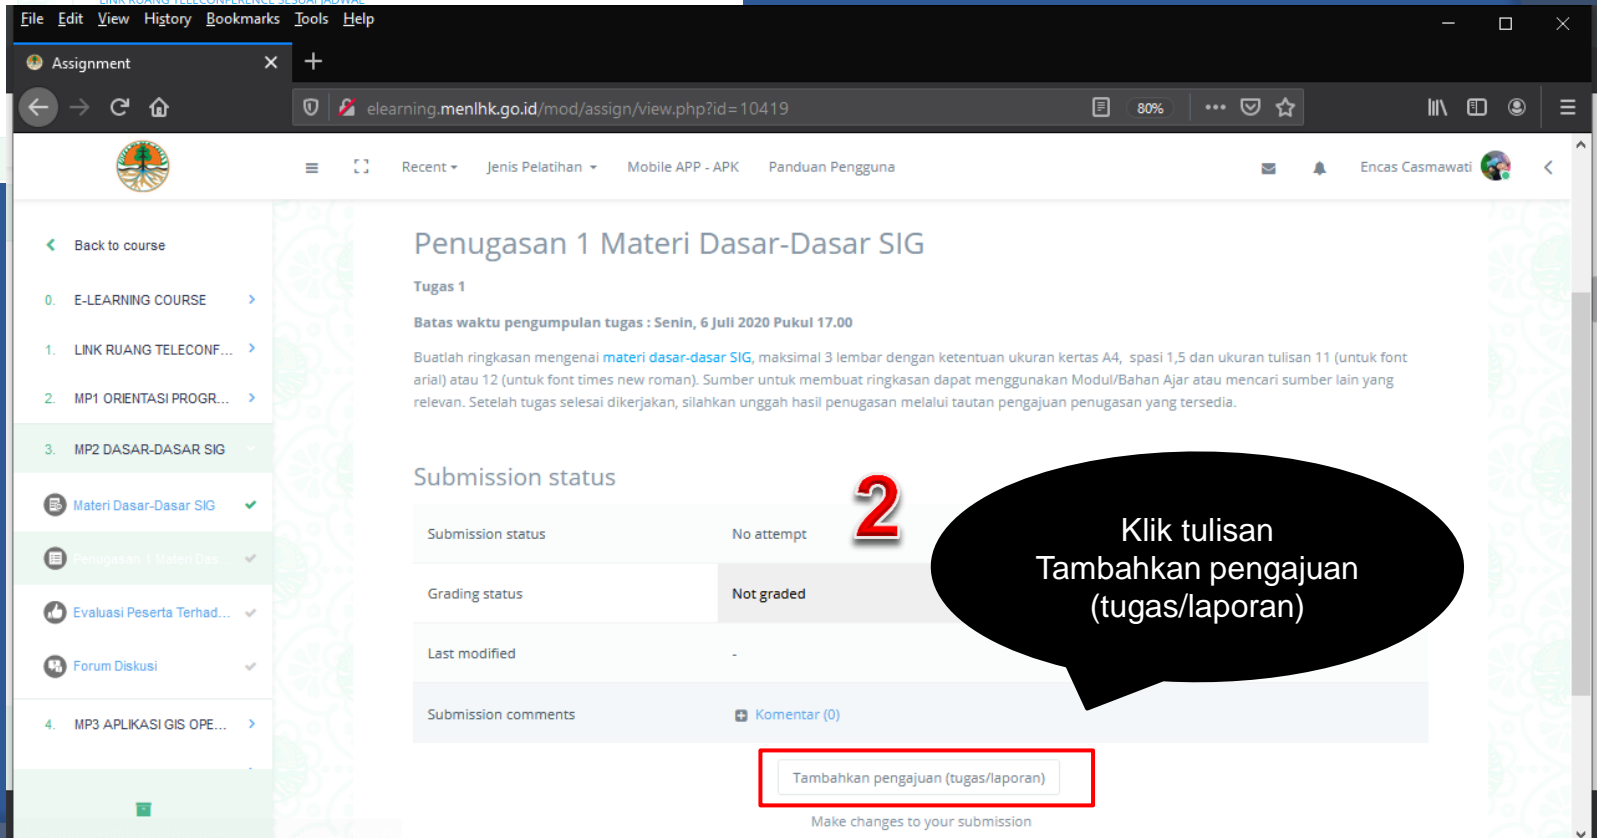 LINK RUANG TELECONFERENCE SESUAI JADWAL
File Edit View History Bookmarks Tools Help
Assignment
elearning.menlhk.go.id/mod/assign/view.php?id=10419
80%
Recent Jenis Pelatihan Mobile APP - APK Panduan Pengguna
Encas Casmawati
Back to course
0. E-LEARNING COURSE
1. LINK RUANG TELECONF...
2. MP1 ORIENTASI PROGR...
3. MP2 DASAR-DASAR SIG
Materi Dasar-Dasar SIG
Penugasan 1 Materi Das...
Evaluasi Peserta Terhad...
Forum Diskusi
4. MP3 APLIKASI GIS OPE...
Penugasan 1 Materi Dasar-Dasar SIG
Tugas 1
Batas waktu pengumpulan tugas : Senin, 6 Juli 2020 Pukul 17.00
Buatlah ringkasan mengenai materi dasar-dasar SIG, maksimal 3 lembar dengan ketentuan ukuran kertas A4, spasi 1,5 dan ukuran tulisan 11 (untuk font
arial) atau 12 (untuk font times new roman). Sumber untuk membuat ringkasan dapat menggunakan Modul/Bahan Ajar atau mencari sumber lain yang
relevan. Setelah tugas selesai dikerjakan, silahkan unggah hasil penugasan melalui tautan pengajuan penugasan yang tersedia.
Submission status
Submission status No attempt
Grading status Not graded
Last modified -
Submission comments Komentar (0)
2
Klik tulisan
Tambahkan pengajuan
(tugas/laporan)
Tambahkan pengajuan (tugas/laporan)
Make changes to your submission